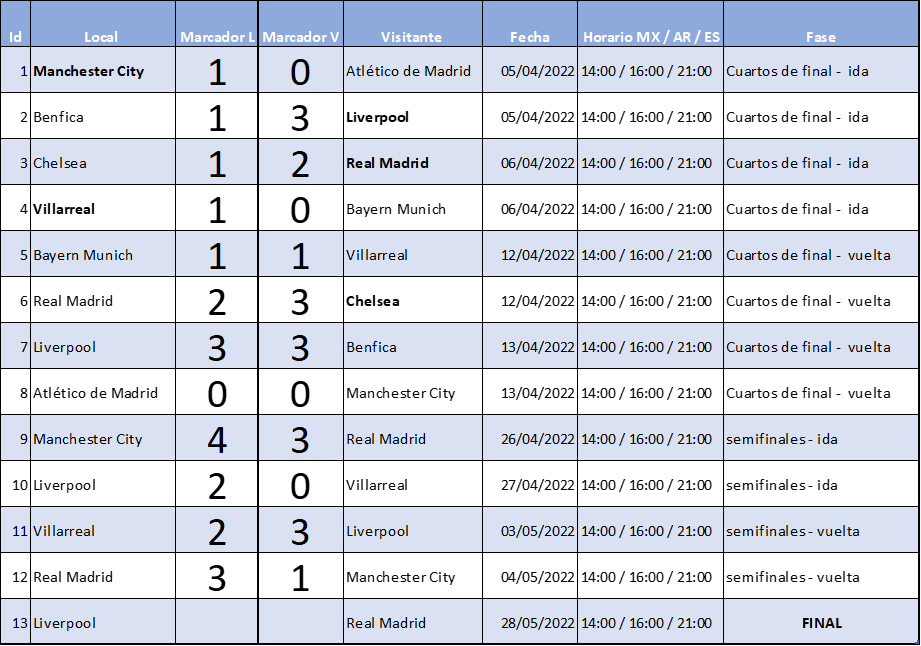 Id Local Marcador L Marcador V Visitante Fecha Horario MX / AR / ES Fase
1 Manchester City 1 0 Atlético de Madrid 05/04/2022 14:00 / 16:00 / 21:00 Cuartos de final - ida
2 Benfica 1 3 Liverpool 05/04/2022 14:00 / 16:00 / 21:00 Cuartos de final - ida
3 Chelsea 1 2 Real Madrid 06/04/2022 14:00 / 16:00 / 21:00 Cuartos de final - ida
4 Villarreal 1 0 Bayern Munich 06/04/2022 14:00 / 16:00 / 21:00 Cuartos de final - ida
5 Bayern Munich 1 1 Villarreal 12/04/2022 14:00 / 16:00 / 21:00 Cuartos de final - vuelta
6 Real Madrid 2 3 Chelsea 12/04/2022 14:00 / 16:00 / 21:00 Cuartos de final - vuelta
7 Liverpool 3 3 Benfica 13/04/2022 14:00 / 16:00 / 21:00 Cuartos de final - vuelta
8 Atlético de Madrid 0 0 Manchester City 13/04/2022 14:00 / 16:00 / 21:00 Cuartos de final - vuelta
9 Manchester City 4 3 Real Madrid 26/04/2022 14:00 / 16:00 / 21:00 semifinales - ida
10 Liverpool 2 0 Villarreal 27/04/2022 14:00 / 16:00 / 21:00 semifinales - ida
11 Villarreal 2 3 Liverpool 03/05/2022 14:00 / 16:00 / 21:00 semifinales - vuelta
12 Real Madrid 3 1 Manchester City 04/05/2022 14:00 / 16:00 / 21:00 semifinales - vuelta
13 Liverpool Real Madrid 28/05/2022 14:00 / 16:00 / 21:00 FINAL